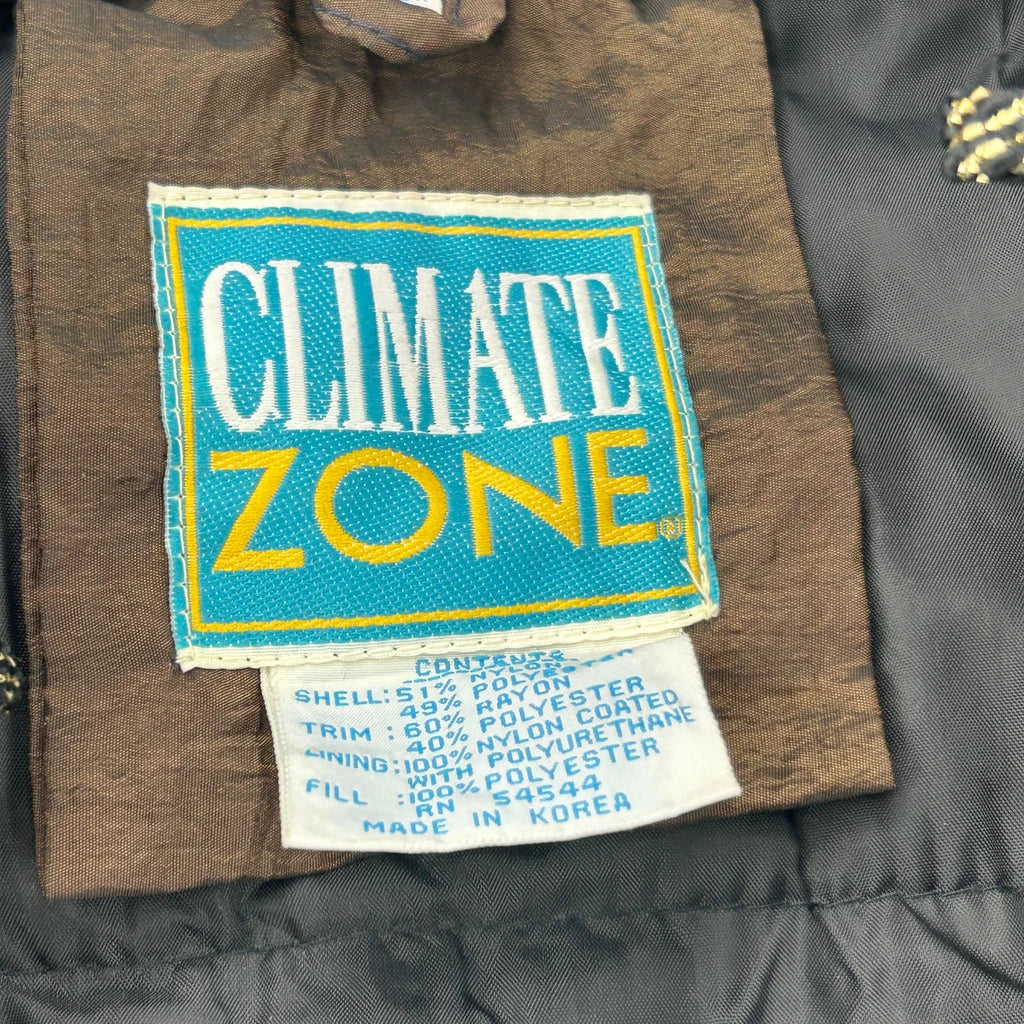 CLIMATE
ZONE ®
CONTENTS
SHELL: 51% NYLON
49% POLYESTER
TRIM : 60% RAYON
40% POLYESTER
LINING: 100% NYLON COATED
WITH POLYURETHANE
FILL : 100% POLYESTER
RN 54544
MADE IN KOREA